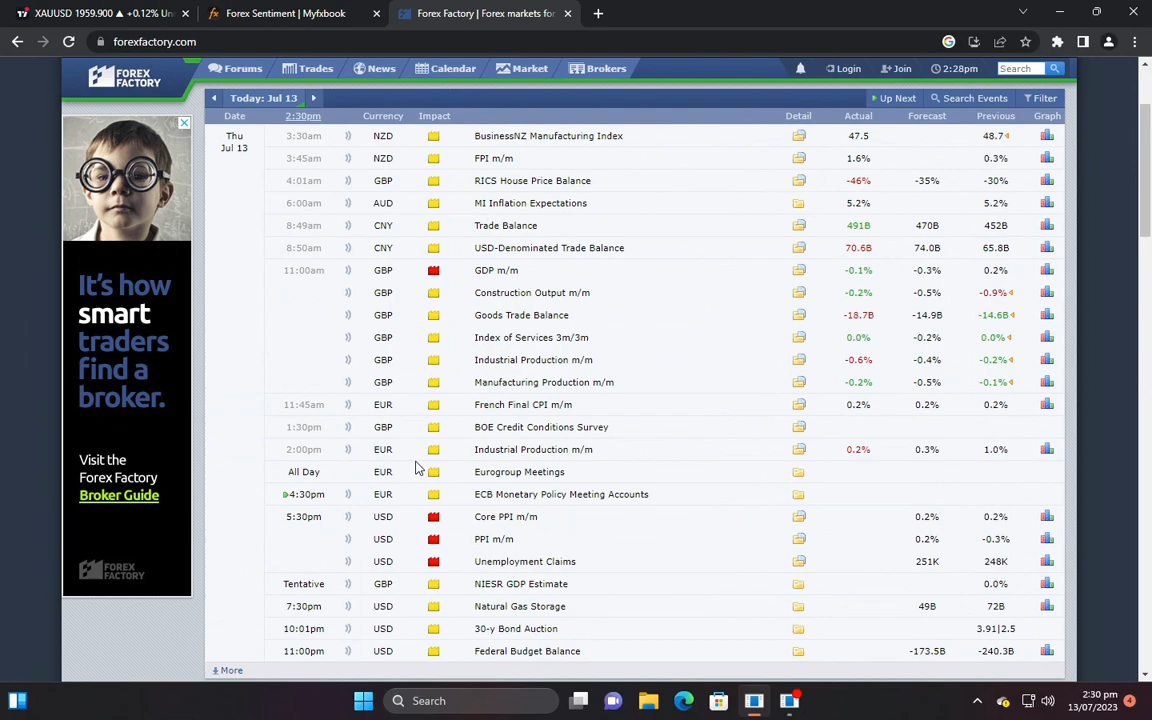 XAUUSD 1959.900 ▲ +0.12% Un
Forex Sentiment | Myfxbook
Forex Factory | Forex markets for
forexfactory.com
FOREX FACTORY
Forums Trades News Calendar Market Brokers Login Join 2:28pm Search
Today: Jul 13 Up Next Search Events Filter
Date 2:30pm Currency Impact Detail Actual Forecast Previous Graph
Thu Jul 13 3:30am NZD BusinessNZ Manufacturing Index 47.5 48.7
3:45am NZD FPI m/m 1.6% 0.3%
4:01am GBP RICS House Price Balance -46% -35% -30%
6:00am AUD MI Inflation Expectations 5.2% 5.2%
8:49am CNY Trade Balance 491B 470B 452B
8:50am CNY USD-Denominated Trade Balance 70.6B 74.0B 65.8B
11:00am GBP GDP m/m -0.1% -0.3% 0.2%
GBP Construction Output m/m -0.2% -0.5% -0.9%
GBP Goods Trade Balance -18.7B -14.9B -14.6B
GBP Index of Services 3m/3m 0.0% -0.2% 0.0%
GBP Industrial Production m/m -0.6% -0.4% -0.2%
GBP Manufacturing Production m/m -0.2% -0.5% -0.1%
11:45am EUR French Final CPI m/m 0.2% 0.2% 0.2%
1:30pm GBP BOE Credit Conditions Survey
2:00pm EUR Industrial Production m/m 0.2% 0.3% 1.0%
All Day EUR Eurogroup Meetings
4:30pm EUR ECB Monetary Policy Meeting Accounts
5:30pm USD Core PPI m/m 0.2% 0.2%
USD PPI m/m 0.2% -0.3%
USD Unemployment Claims 251K 248K
Tentative GBP NIESR GDP Estimate 0.0%
7:30pm USD Natural Gas Storage 49B 72B
10:01pm USD 30-y Bond Auction 3.91|2.5
11:00pm USD Federal Budget Balance -173.5B -240.3B
More
It's how
smart
traders
find a
broker.
Visit the
Forex Factory
Broker Guide
FOREX FACTORY
Search
2:30 pm
13/07/2023
4